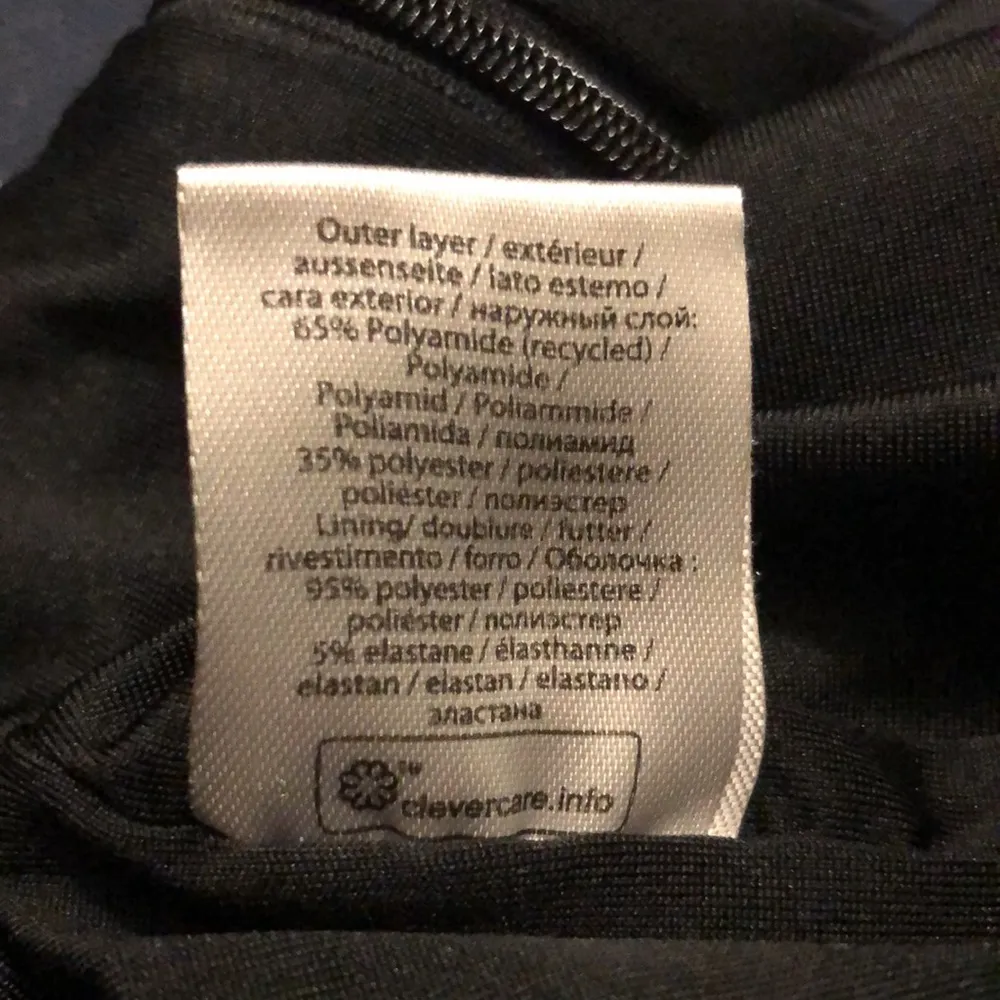 Outer layer / extérieur /
aussenseite / lato esterno /
cara exterior / наружный слой:
65% Polyamide (recycled) /
Polyamide /
Polyamid / Poliammide /
Poliamida / полиамид
35% polyester / poliestere /
poliéster / полиэстер
Lining/ doublure / futter /
rivestimento / forro / Оболочка :
95% polyester / poliestere /
poliéster / полиэстер
5% elastane / élasthanne /
elastan / elastan / elastano /
эластана
™
clevercare.info